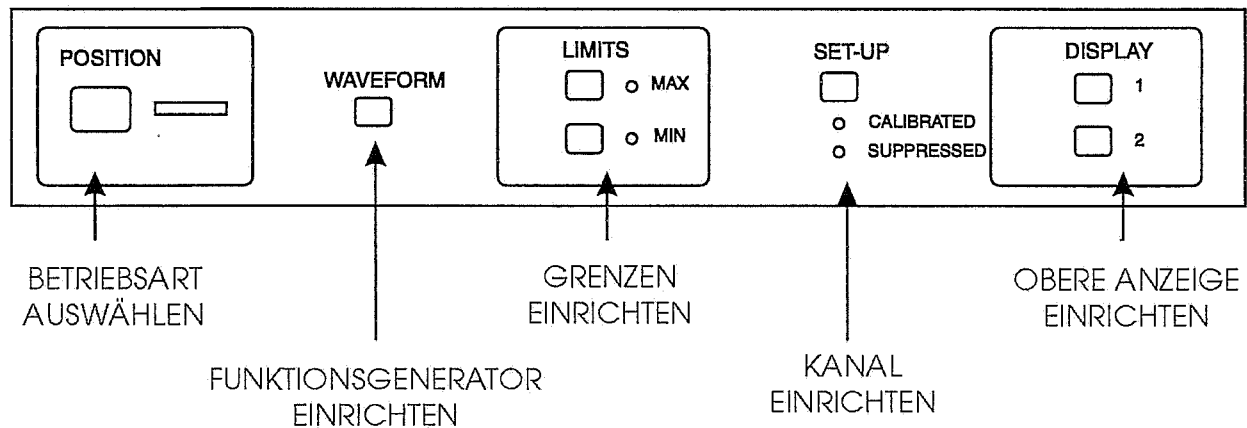 POSITION
WAVEFORM
LIMITS
MAX
MIN
SET-UP
CALIBRATED
SUPPRESSED
DISPLAY
1
2
BETRIEBSART
AUSWÄHLEN
FUNKTIONSGENERATOR
EINRICHTEN
GRENZEN
EINRICHTEN
KANAL
EINRICHTEN
OBERE ANZEIGE
EINRICHTEN